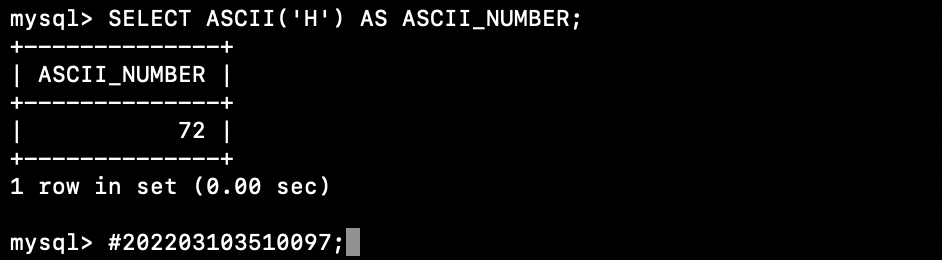 mysql> SELECT ASCII('H') AS ASCII_NUMBER;
+--------------+
| ASCII_NUMBER |
+--------------+
|           72 |
+--------------+
1 row in set (0.00 sec)
mysql> #202203103510097;